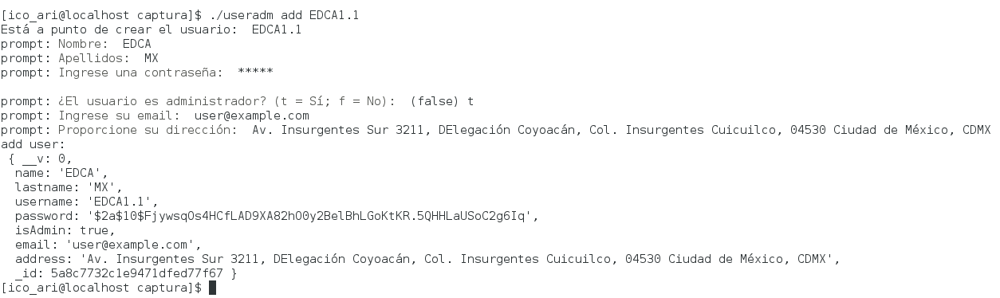 [ico_ari@localhost captura]$ ./useradm add EDCA1.1
Está a punto de crear el usuario:  EDCA1.1
prompt: Nombre:  EDCA
prompt: Apellidos:  MX
prompt: Ingrese una contraseña:  *****
prompt: ¿El usuario es administrador? (t = Sí; f = No):  (false) t
prompt: Ingrese su email:  user@example.com
prompt: Proporcione su dirección:  Av. Insurgentes Sur 3211, DElegación Coyoacán, Col. Insurgentes Cuicuilco, 04530 Ciudad de México, CDMX
add user:
 { __v: 0,
  name: 'EDCA',
  lastname: 'MX',
  username: 'EDCA1.1',
  password: '$2a$10$FjywsqOs4HCfLAD9XA82hO0y2BelBhLGoKtKR.5QHHLaUSoC2g6Iq',
  isAdmin: true,
  email: 'user@example.com',
  address: 'Av. Insurgentes Sur 3211, DElegación Coyoacán, Col. Insurgentes Cuicuilco, 04530 Ciudad de México, CDMX',
  _id: 5a8c7732c1e9471dfed77f67 }
[ico_ari@localhost captura]$